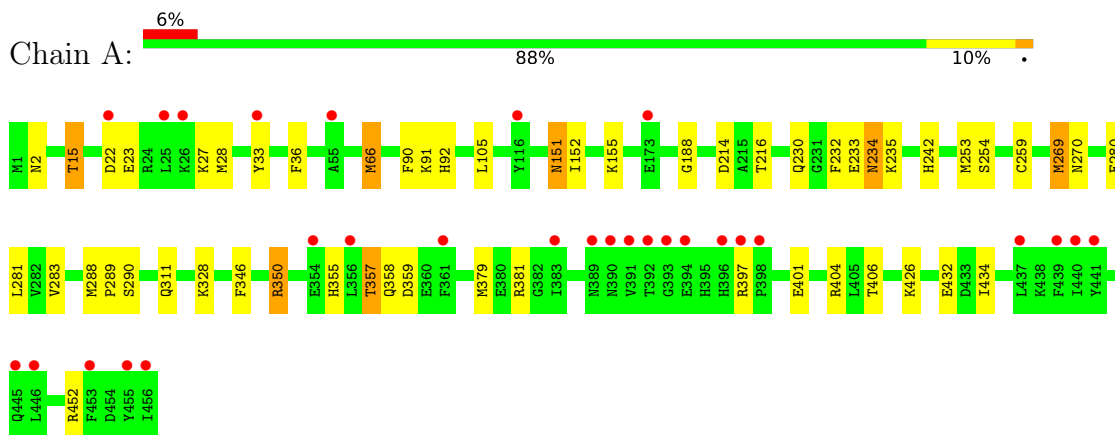 6%
Chain A:
88% 10% •
M1 N2 T15 D22 E23 R24 L25 K26 K27 M28 Y33 F36 A55 M66 F90 K91 H92 L105 Y116 N151 I152 K155 E173 G188 D214 A215 T216 Q230 G231 F232 E233 N234 K235 H242 M253 S254 C259 M269 N270 E280
L281 V282 V283 M288 P289 S290 Q311 K328 F346 R350 E354 H355 L356 T357 Q358 D359 E360 F361 M379 E380 R381 G382 I383 N389 N390 V391 T392 G393 E394 H395 H396 R397 P398 E401 R404 L405 T406 K426 E432 D433 I434 L437 K438 F439 I440 Y441
Q445 L446 R452 F453 D454 Y455 I456